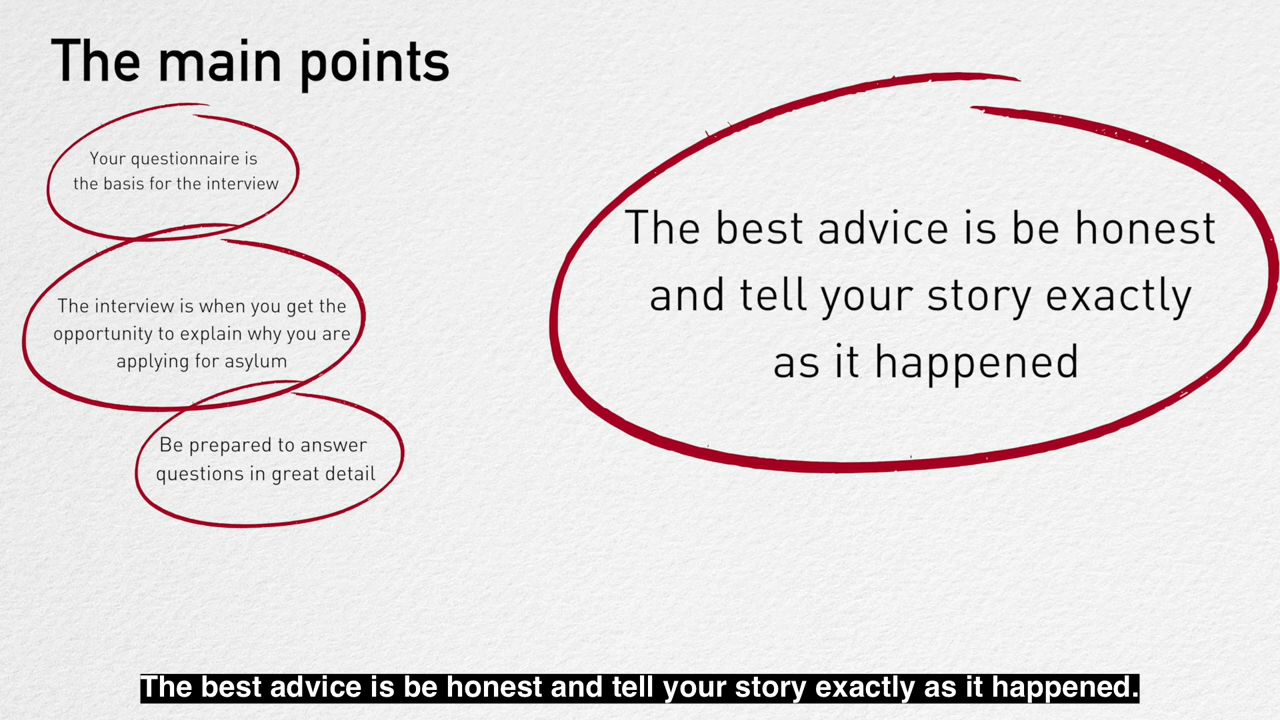 The main points
Your questionnaire is
the basis for the interview
The interview is when you get the
opportunity to explain why you are
applying for asylum
Be prepared to answer
questions in great detail
The best advice is be honest
and tell your story exactly
as it happened
The best advice is be honest and tell your story exactly as it happened.